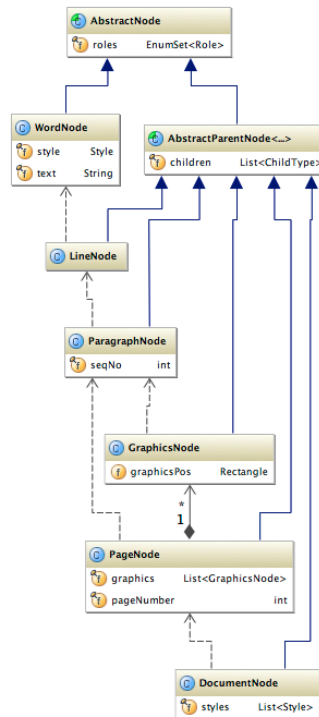 AbstractNode
roles EnumSet<Role>
WordNode
style Style
text String
AbstractParentNode<...>
children List<ChildType>
LineNode
ParagraphNode
seqNo int
GraphicsNode
graphicsPos Rectangle
*
1
PageNode
graphics List<GraphicsNode>
pageNumber int
DocumentNode
styles List<Style>